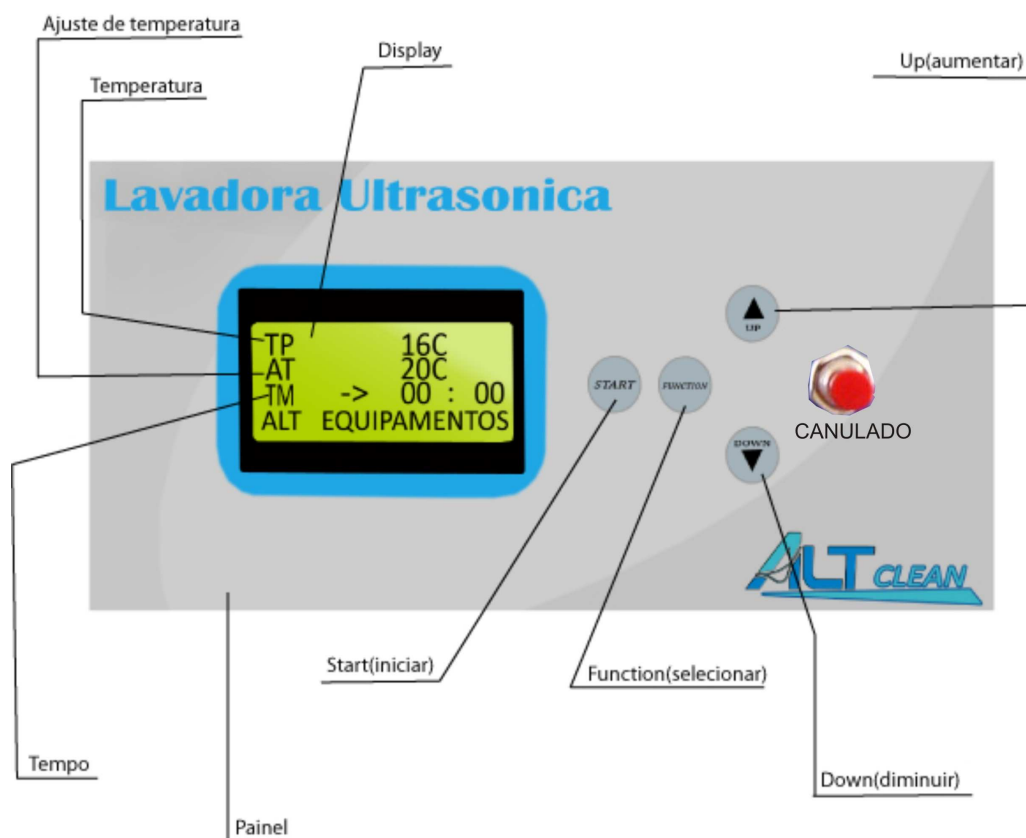 Ajuste de temperatura
Display
Up(aumentar)
Temperatura
Lavadora Ultrasonica
TP 16C
AT 20C
TM -> 00 : 00
ALT EQUIPAMENTOS
UP
START
FUNCTION
CANULADO
DOWN
ALT CLEAN
Start(iniciar)
Function(selecionar)
Tempo
Down(diminuir)
Painel